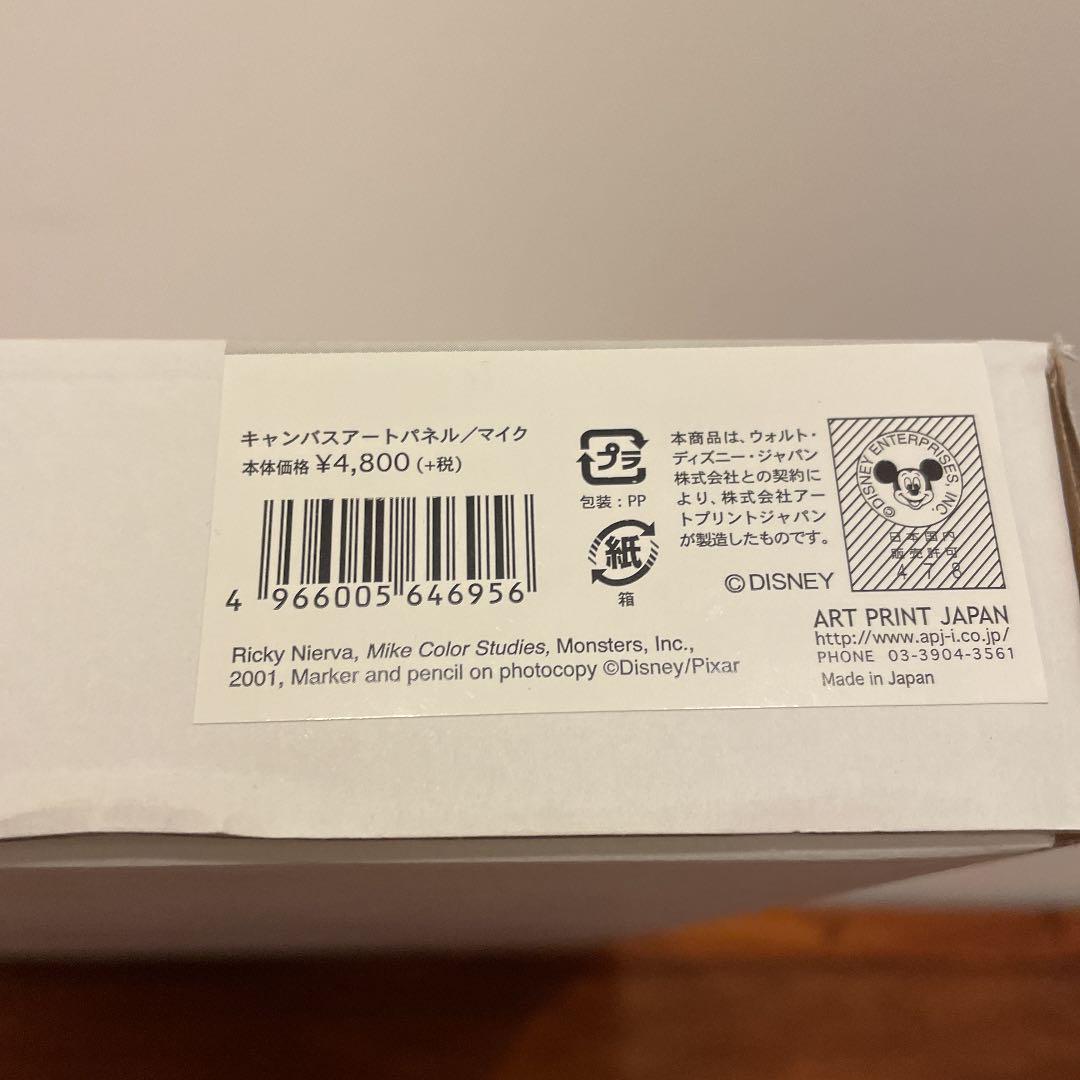 キャンバスアートパネル／マイク
本体価格 ¥4,800 (+税)
4 966005 646956
Ricky Nierva, Mike Color Studies, Monsters, Inc.,
2001, Marker and pencil on photocopy ©Disney/Pixar
プラ
包装：PP
紙
箱
本商品は、ウォルト・
ディズニー・ジャパン
株式会社との契約に
より、株式会社アー
トプリントジャパン
が製造したものです。
©DISNEY
©DISNEY ENTERPRISES, INC.
日本国内
販売許可
478
ART PRINT JAPAN
http://www.apj-i.co.jp/
PHONE 03-3904-3561
Made in Japan